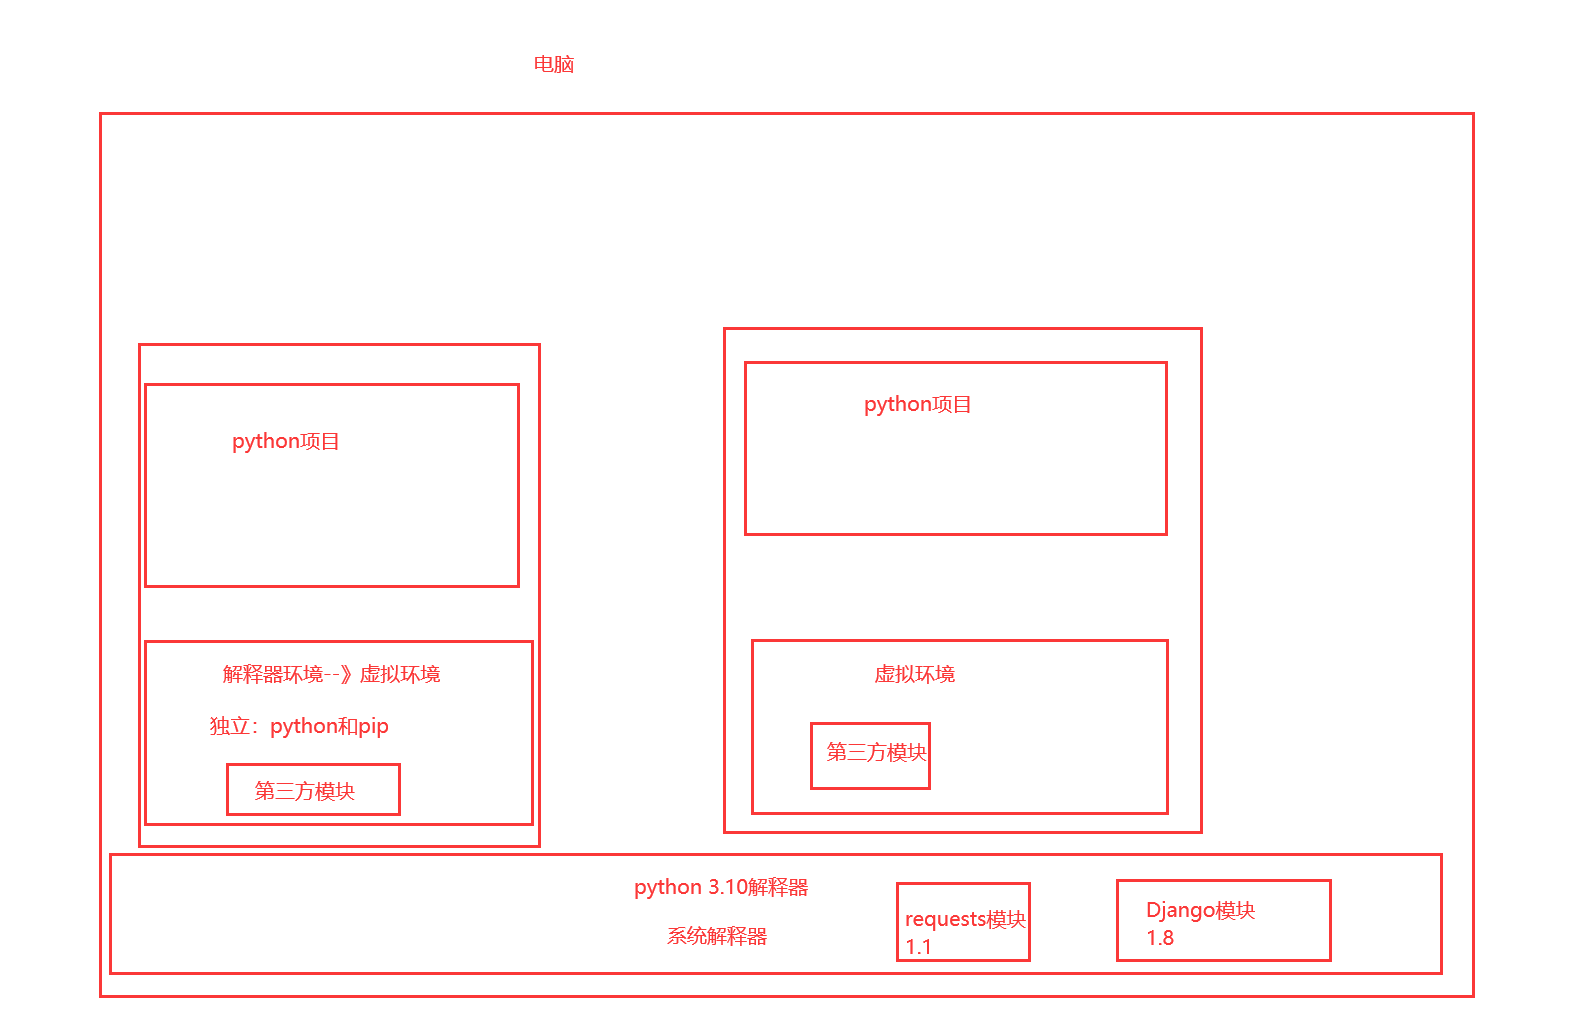 电脑
python项目
python项目
解释器环境--》虚拟环境
独立：python和pip
第三方模块
虚拟环境
第三方模块
python 3.10解释器
系统解释器
requests模块
1.1
Django模块
1.8